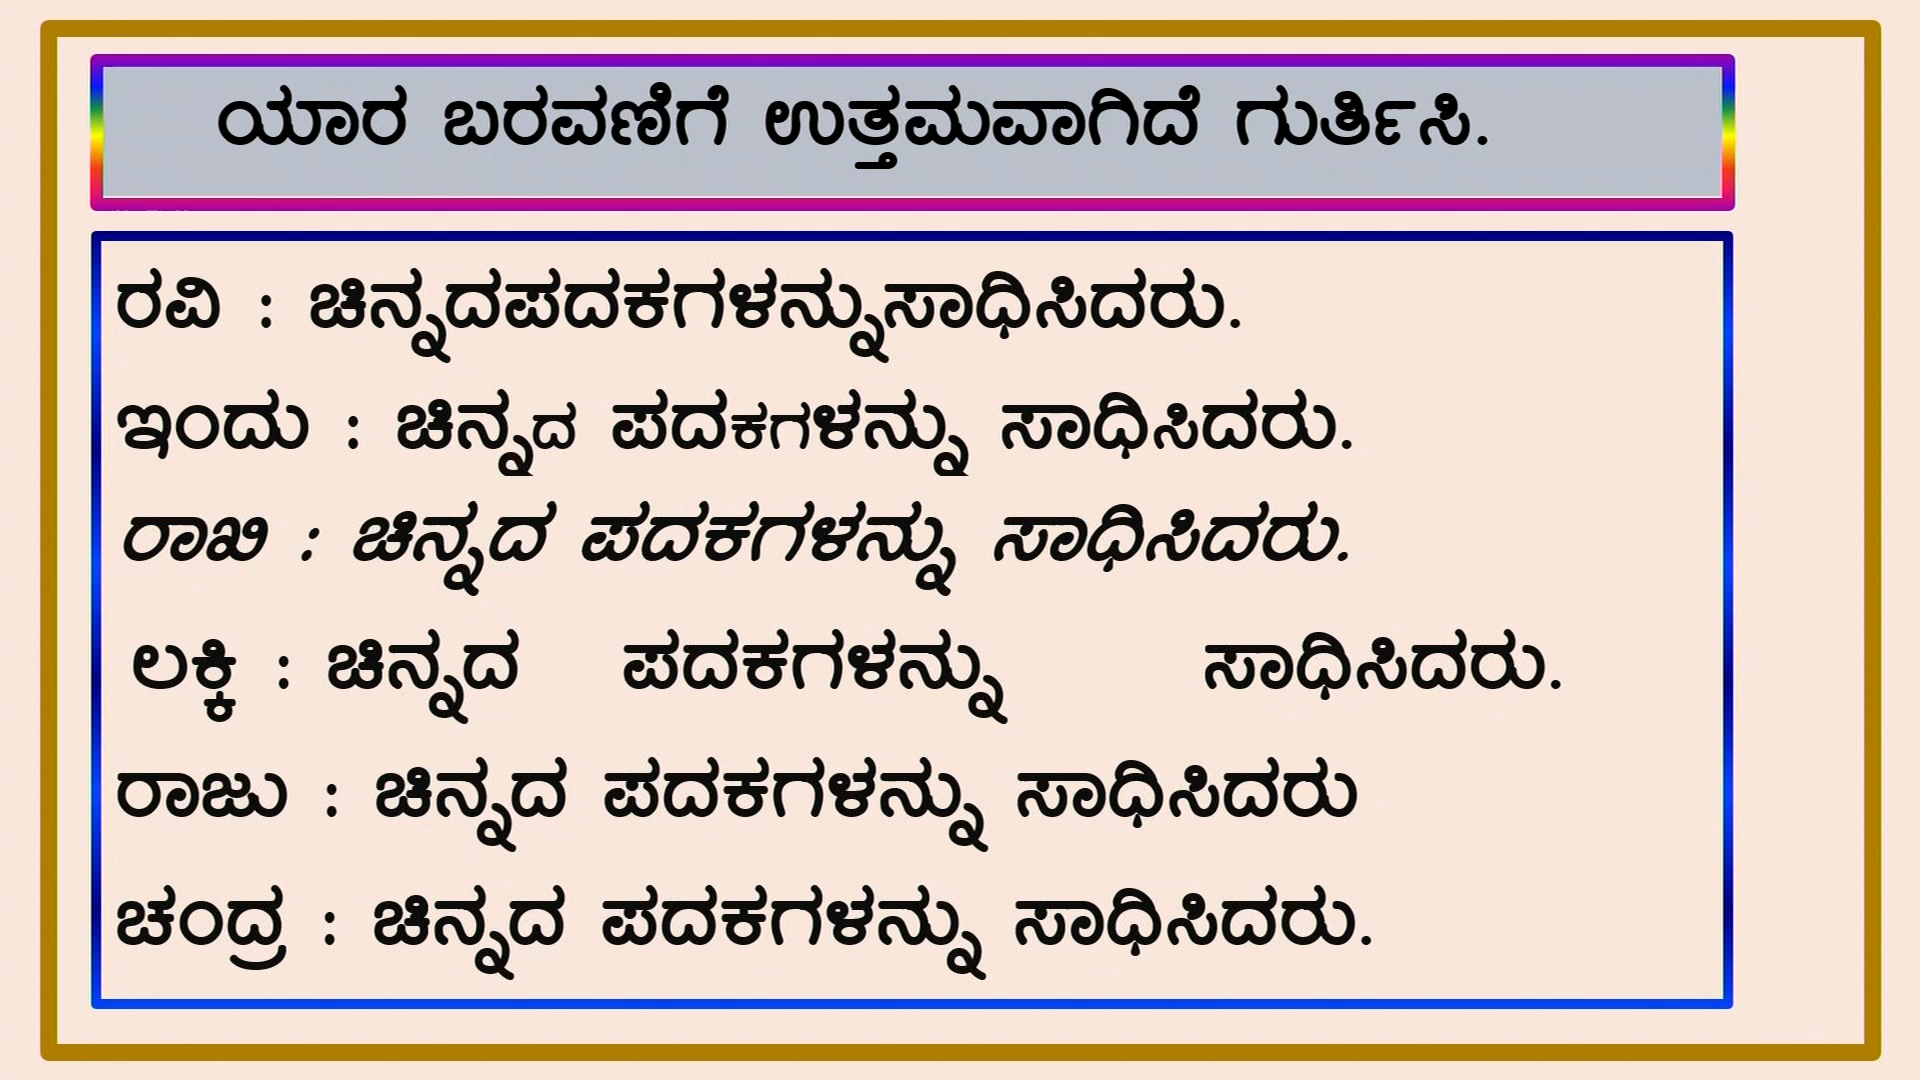 ಯಾರ ಬರವಣಿಗೆ ಉತ್ತಮವಾಗಿದೆ ಗುರ್ತಿಸಿ.
ರವಿ : ಚಿನ್ನದಪದಕಗಳನ್ನುಸಾಧಿಸಿದರು.
ಇಂದು : ಚಿನ್ನದ ಪದಕಗಳನ್ನು ಸಾಧಿಸಿದರು.
ರಾಖಿ : ಚಿನ್ನದ ಪದಕಗಳನ್ನು ಸಾಧಿಸಿದರು.
ಲಕ್ಕಿ : ಚಿನ್ನದ ಪದಕಗಳನ್ನು ಸಾಧಿಸಿದರು.
ರಾಜು : ಚಿನ್ನದ ಪದಕಗಳನ್ನು ಸಾಧಿಸಿದರು
ಚಂದ್ರ : ಚಿನ್ನದ ಪದಕಗಳನ್ನು ಸಾಧಿಸಿದರು.